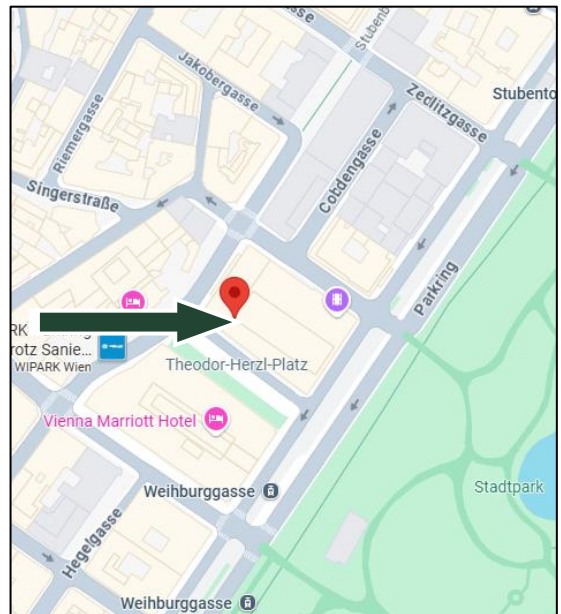 Stubenb
sse
Jakobergasse
Zedlitzgasse
Stubento
Riemergasse
Cobdengasse
Singerstraße
Parkring
RK
rotz Sanie...
WIPARK Wien
Theodor-Herzl-Platz
Vienna Marriott Hotel
Stadtpark
Weihburggasse
Hegelgasse
Weihburggasse